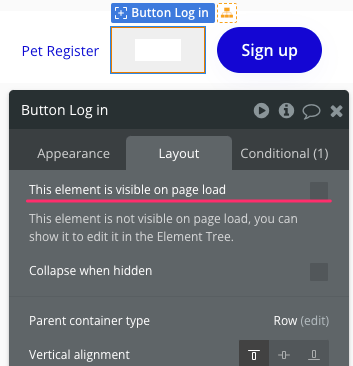 Button Log in
Pet Register
Sign up
Button Log in
Appearance Layout Conditional (1)
This element is visible on page load
This element is not visible on page load, you can
show it to edit it in the Element Tree.
Collapse when hidden
Parent container type Row (edit)
Vertical alignment